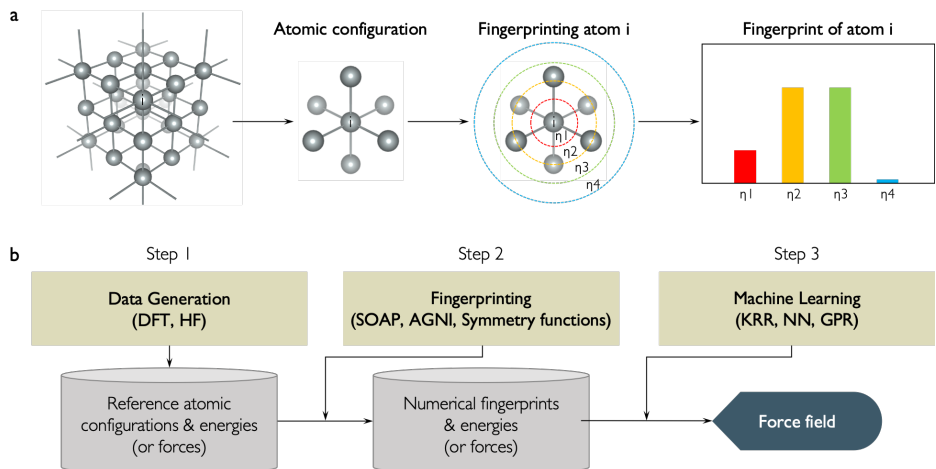 a
Atomic configuration
Fingerprinting atom i
Fingerprint of atom i
i
i
i
η1
η2
η3
η4
η1
η2
η3
η4
b
Step 1
Step 2
Step 3
Data Generation
(DFT, HF)
Fingerprinting
(SOAP, AGNI, Symmetry functions)
Machine Learning
(KRR, NN, GPR)
Reference atomic
configurations & energies
(or forces)
Numerical fingerprints
& energies
(or forces)
Force field